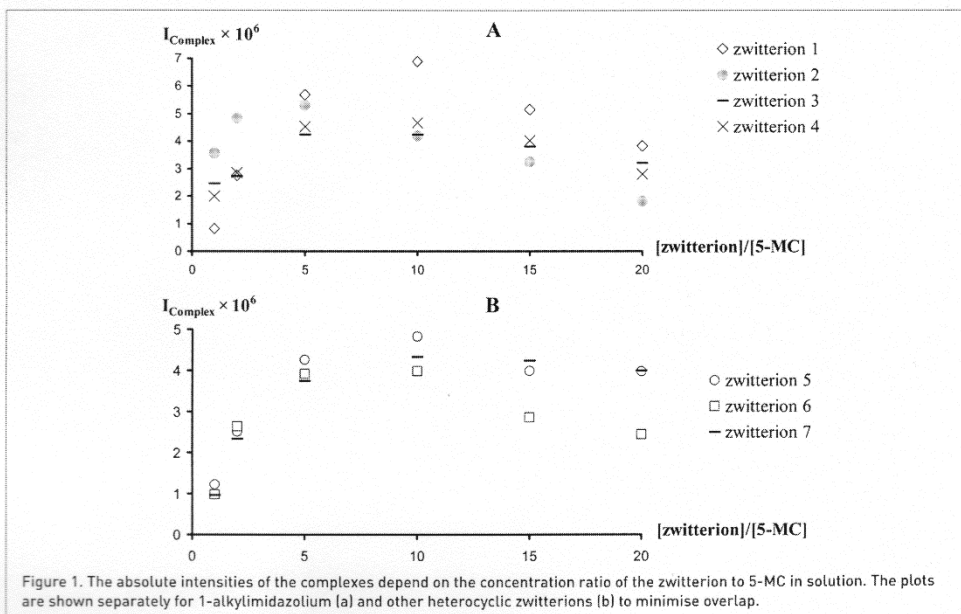 I_Complex × 10^6
A
7
6
5
4
3
2
1
0
0 5 10 15 20
[zwitterion]/[5-MC]
◇ zwitterion 1
● zwitterion 2
– zwitterion 3
× zwitterion 4
I_Complex × 10^6
B
5
4
3
2
1
0
0 5 10 15 20
[zwitterion]/[5-MC]
○ zwitterion 5
□ zwitterion 6
– zwitterion 7
Figure 1. The absolute intensities of the complexes depend on the concentration ratio of the zwitterion to 5-MC in solution. The plots
are shown separately for 1-alkylimidazolium (a) and other heterocyclic zwitterions (b) to minimise overlap.